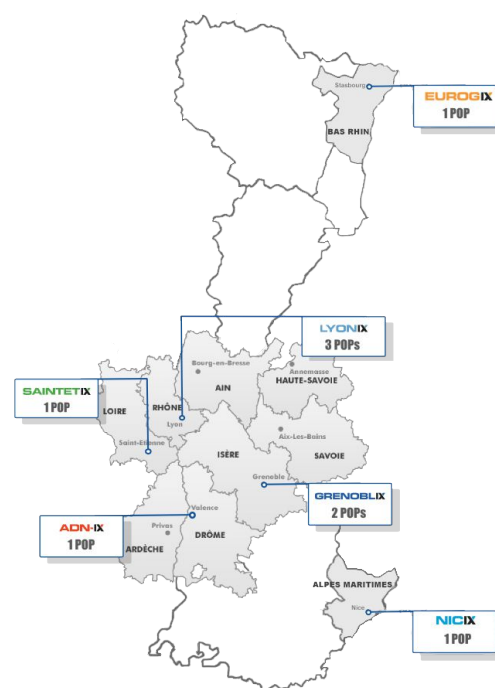 Stasbourg
EUROGIX
1 POP
BAS RHIN
LYONIX
3 POPs
Bourg-en-Bresse
Annemasse
AIN
HAUTE-SAVOIE
SAINTETIX
1 POP
LOIRE
RHÔNE
Lyon
Aix-Les-Bains
Saint-Etienne
ISÈRE
SAVOIE
Grenoble
GRENOBLIX
2 POPs
Valence
ADN-IX
1 POP
Privas
DRÔME
ARDÈCHE
ALPES MARITIMES
Nice
NICIX
1 POP